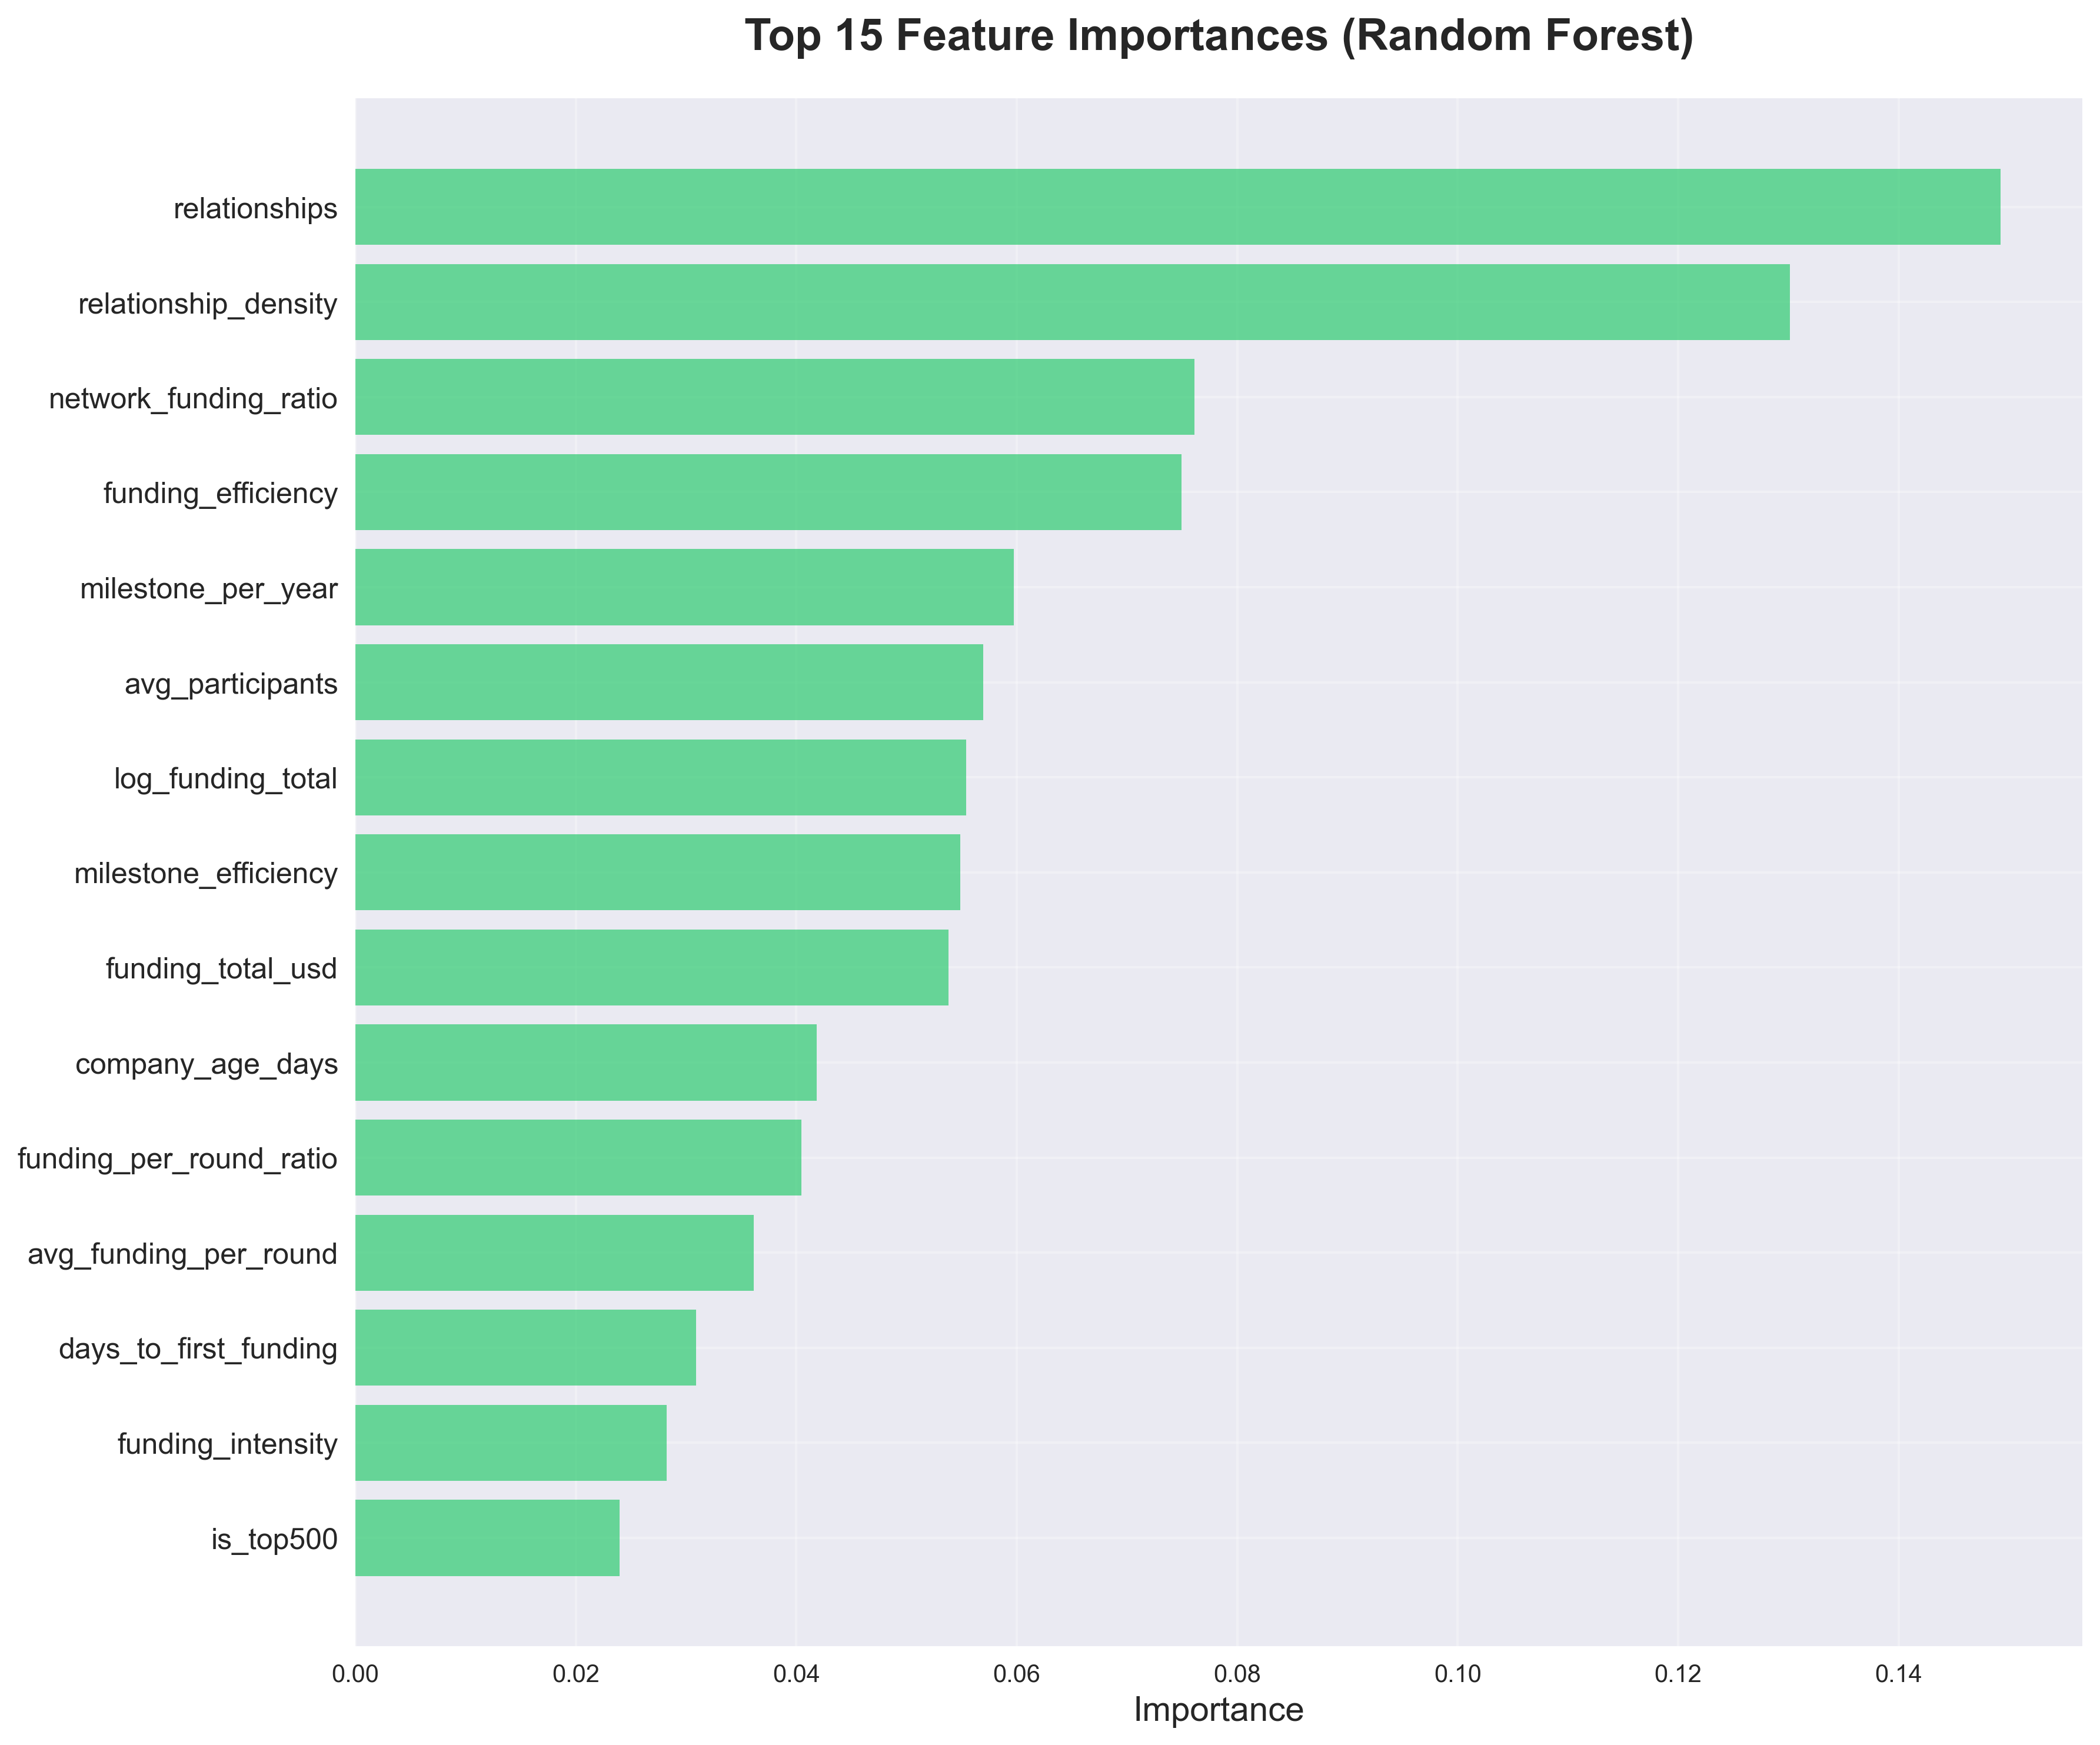 Top 15 Feature Importances (Random Forest)
relationships
relationship_density
network_funding_ratio
funding_efficiency
milestone_per_year
avg_participants
log_funding_total
milestone_efficiency
funding_total_usd
company_age_days
funding_per_round_ratio
avg_funding_per_round
days_to_first_funding
funding_intensity
is_top500
0.00 0.02 0.04 0.06 0.08 0.10 0.12 0.14
Importance